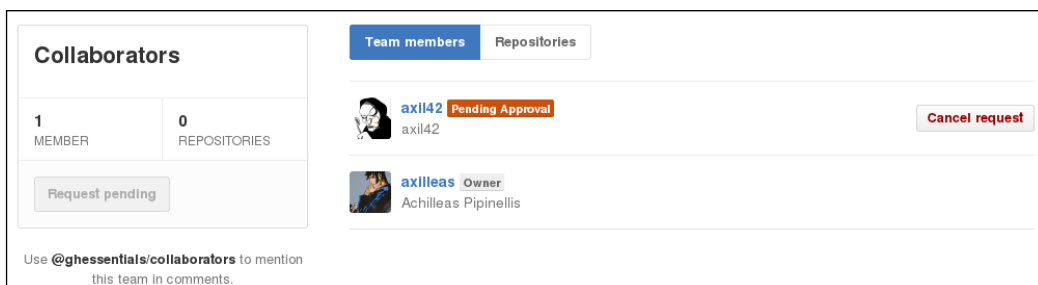 Collaborators
1
MEMBER
0
REPOSITORIES
Request pending
Use @ghessentials/collaborators to mention
this team in comments.
Team members Repositories
axil42 Pending Approval
axil42
Cancel request
axilleas Owner
Achilleas Pipinellis